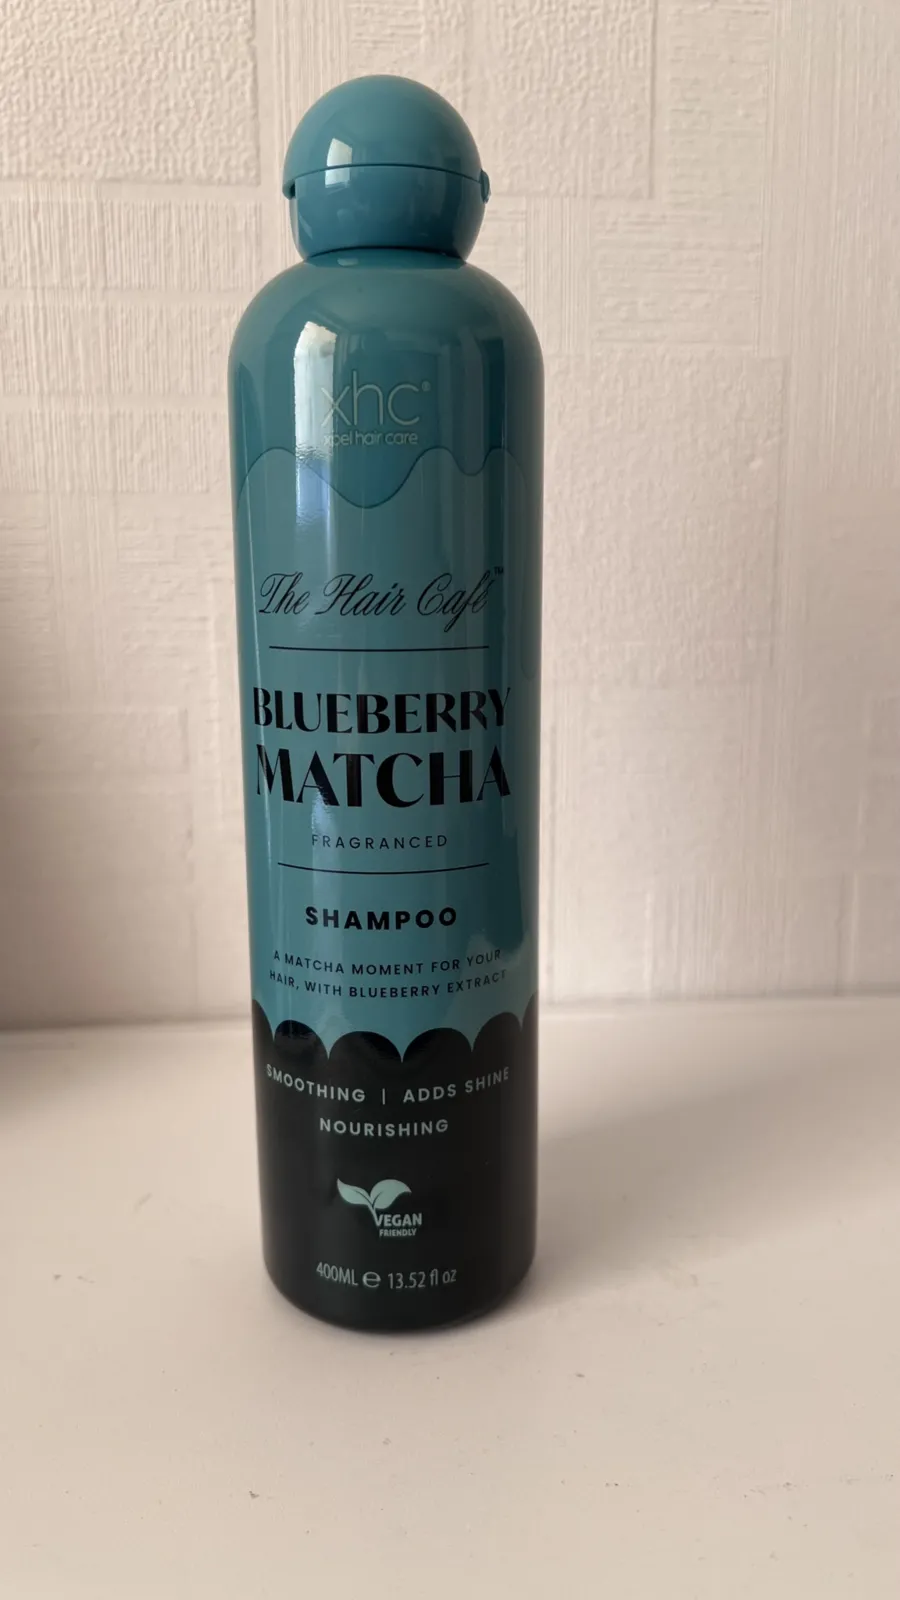 xhc®
xpel hair care
The Hair Café™
BLUEBERRY
MATCHA
FRAGRANCED
SHAMPOO
A MATCHA MOMENT FOR YOUR
HAIR, WITH BLUEBERRY EXTRACT
SMOOTHING | ADDS SHINE
NOURISHING
VEGAN
FRIENDLY
400ML ℮ 13.52 fl oz